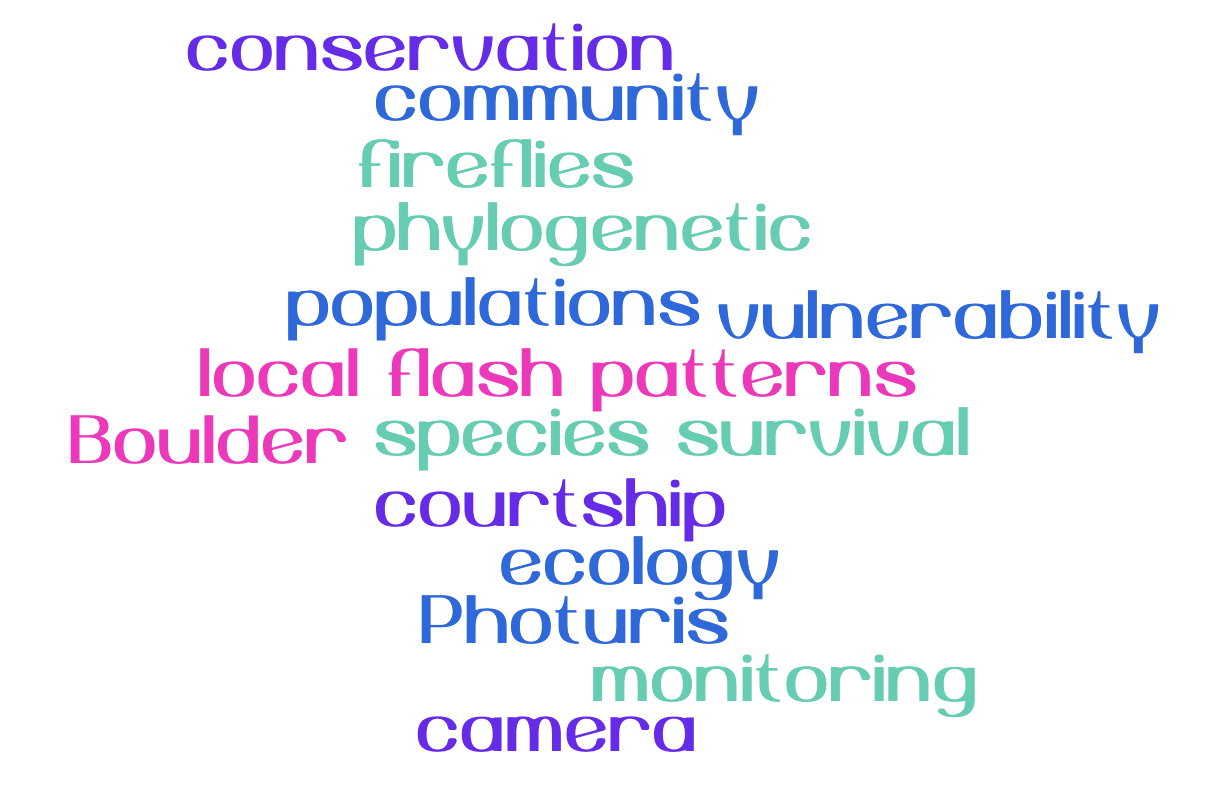 conservation
community
fireflies
phylogenetic
populations vulnerability
local flash patterns
Boulder species survival
courtship
ecology
Photuris
monitoring
camera